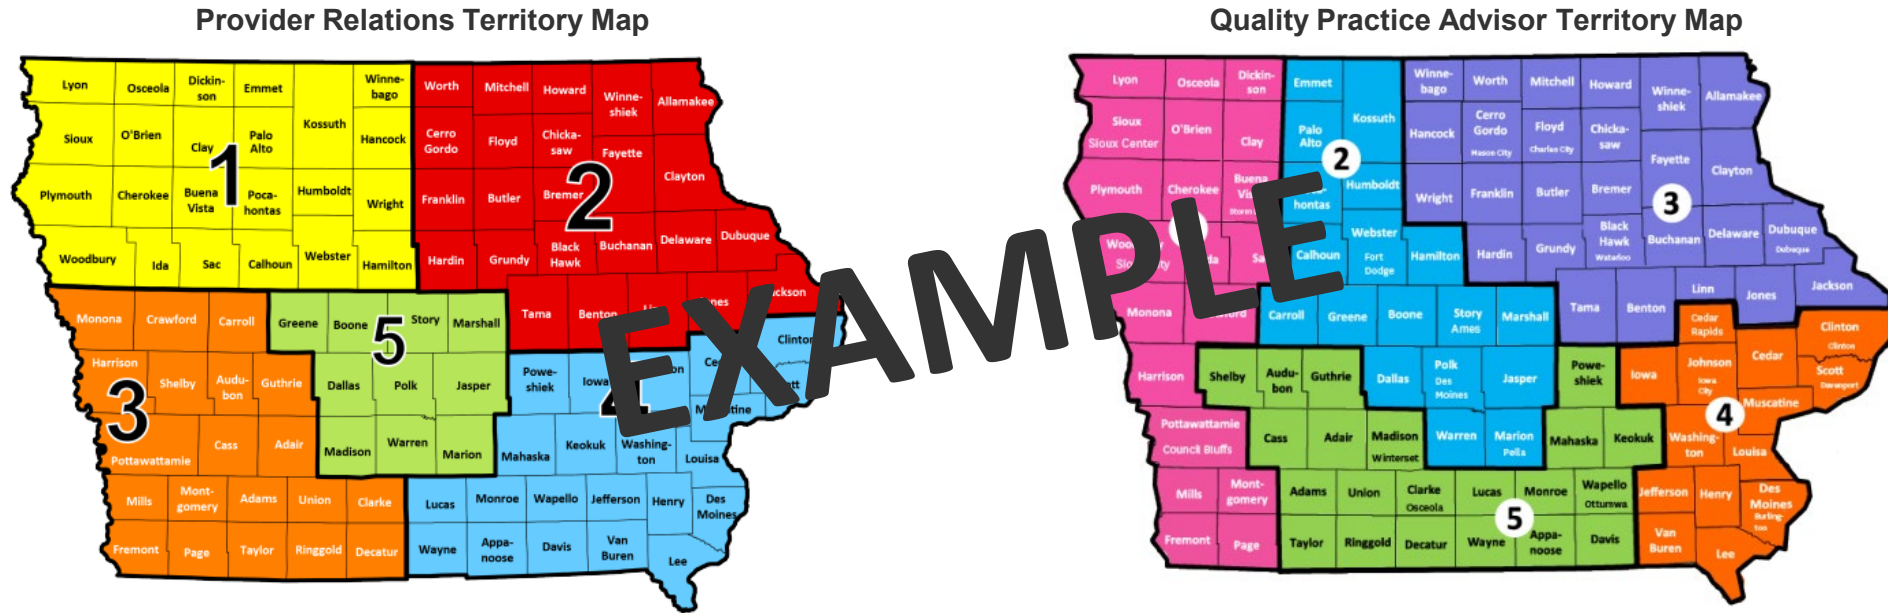 Provider Relations Territory Map
Lyon
Osceola
Dickin-
son
Emmet
Winne-
bago
Kossuth
Sioux
O'Brien
Clay
Palo
Alto
Hancock
1
Plymouth
Cherokee
Buena
Vista
Poca-
hontas
Humboldt
Wright
Woodbury
Ida
Sac
Calhoun
Webster
Hamilton
Worth
Mitchell
Howard
Winne-
shiek
Allamakee
Cerro
Gordo
Floyd
Chicka-
saw
Fayette
2
Clayton
Franklin
Butler
Bremer
Hardin
Grundy
Black
Hawk
Buchanan
Delaware
Dubuque
Tama
Benton
Monona
Crawford
Carroll
Harrison
3
Shelby
Audu-
bon
Guthrie
Pottawattamie
Cass
Adair
Mills
Mont-
gomery
Adams
Union
Clarke
Fremont
Page
Taylor
Ringgold
Decatur
Greene
Boone
5
Story
Marshall
Dallas
Polk
Jasper
Madison
Warren
Marion
Clinton
Powe-
shiek
Iowa
Mahaska
Keokuk
Washing-
ton
Louisa
Lucas
Monroe
Wapello
Jefferson
Henry
Des
Moines
Wayne
Appa-
noose
Davis
Van
Buren
Lee
EXAMPLE
Quality Practice Advisor Territory Map
Lyon
Osceola
Dickin-
son
Sioux
Sioux Center
O'Brien
Clay
Plymouth
Cherokee
Buena
Monona
Harrison
Pottawattamie
Council Bluffs
Mills
Mont-
gomery
Fremont
Page
Emmet
Kossuth
Palo
Alto
2
hontas
Humboldt
Calhoun
Webster
Fort
Dodge
Hamilton
Carroll
Greene
Boone
Story
Ames
Marshall
Dallas
Polk
Des
Moines
Jasper
Warren
Marion
Pella
Winne-
bago
Worth
Mitchell
Howard
Winne-
shiek
Allamakee
Hancock
Cerro
Gordo
Mason City
Floyd
Charles City
Chicka-
saw
Fayette
Clayton
Wright
Franklin
Butler
Bremer
3
Hardin
Grundy
Black
Hawk
Waterloo
Buchanan
Delaware
Dubuque
Dubuque
Tama
Benton
Linn
Jones
Jackson
Cedar
Rapids
Clinton
Clinton
Iowa
Johnson
Iowa
City
Cedar
Scott
Davenport
Muscatine
4
Washing-
ton
Louisa
Jefferson
Henry
Des
Moines
Burling-
ton
Van
Buren
Lee
Shelby
Audu-
bon
Guthrie
Powe-
shiek
Cass
Adair
Madison
Winterset
Mahaska
Keokuk
Adams
Union
Clarke
Osceola
Lucas
Monroe
Wapello
Ottumwa
5
Taylor
Ringgold
Decatur
Wayne
Appa-
noose
Davis